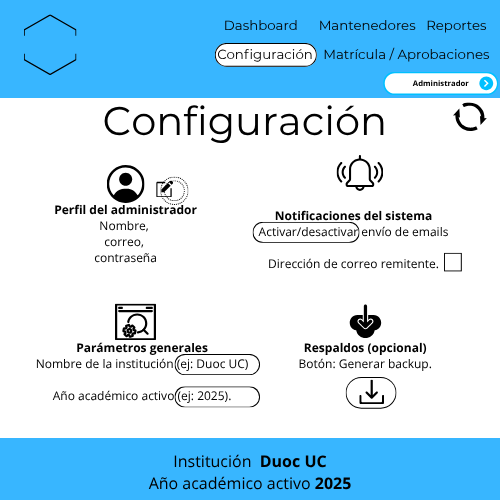 Dashboard Mantenedores Reportes
Configuración Matrícula / Aprobaciones
Administrador
Configuración
Perfil del administrador
Nombre,
correo,
contraseña
Notificaciones del sistema
Activar/desactivar envío de emails
Dirección de correo remitente.
Parámetros generales
Nombre de la institución (ej: Duoc UC)
Año académico activo (ej: 2025).
Respaldos (opcional)
Botón: Generar backup.
Institución Duoc UC
Año académico activo 2025